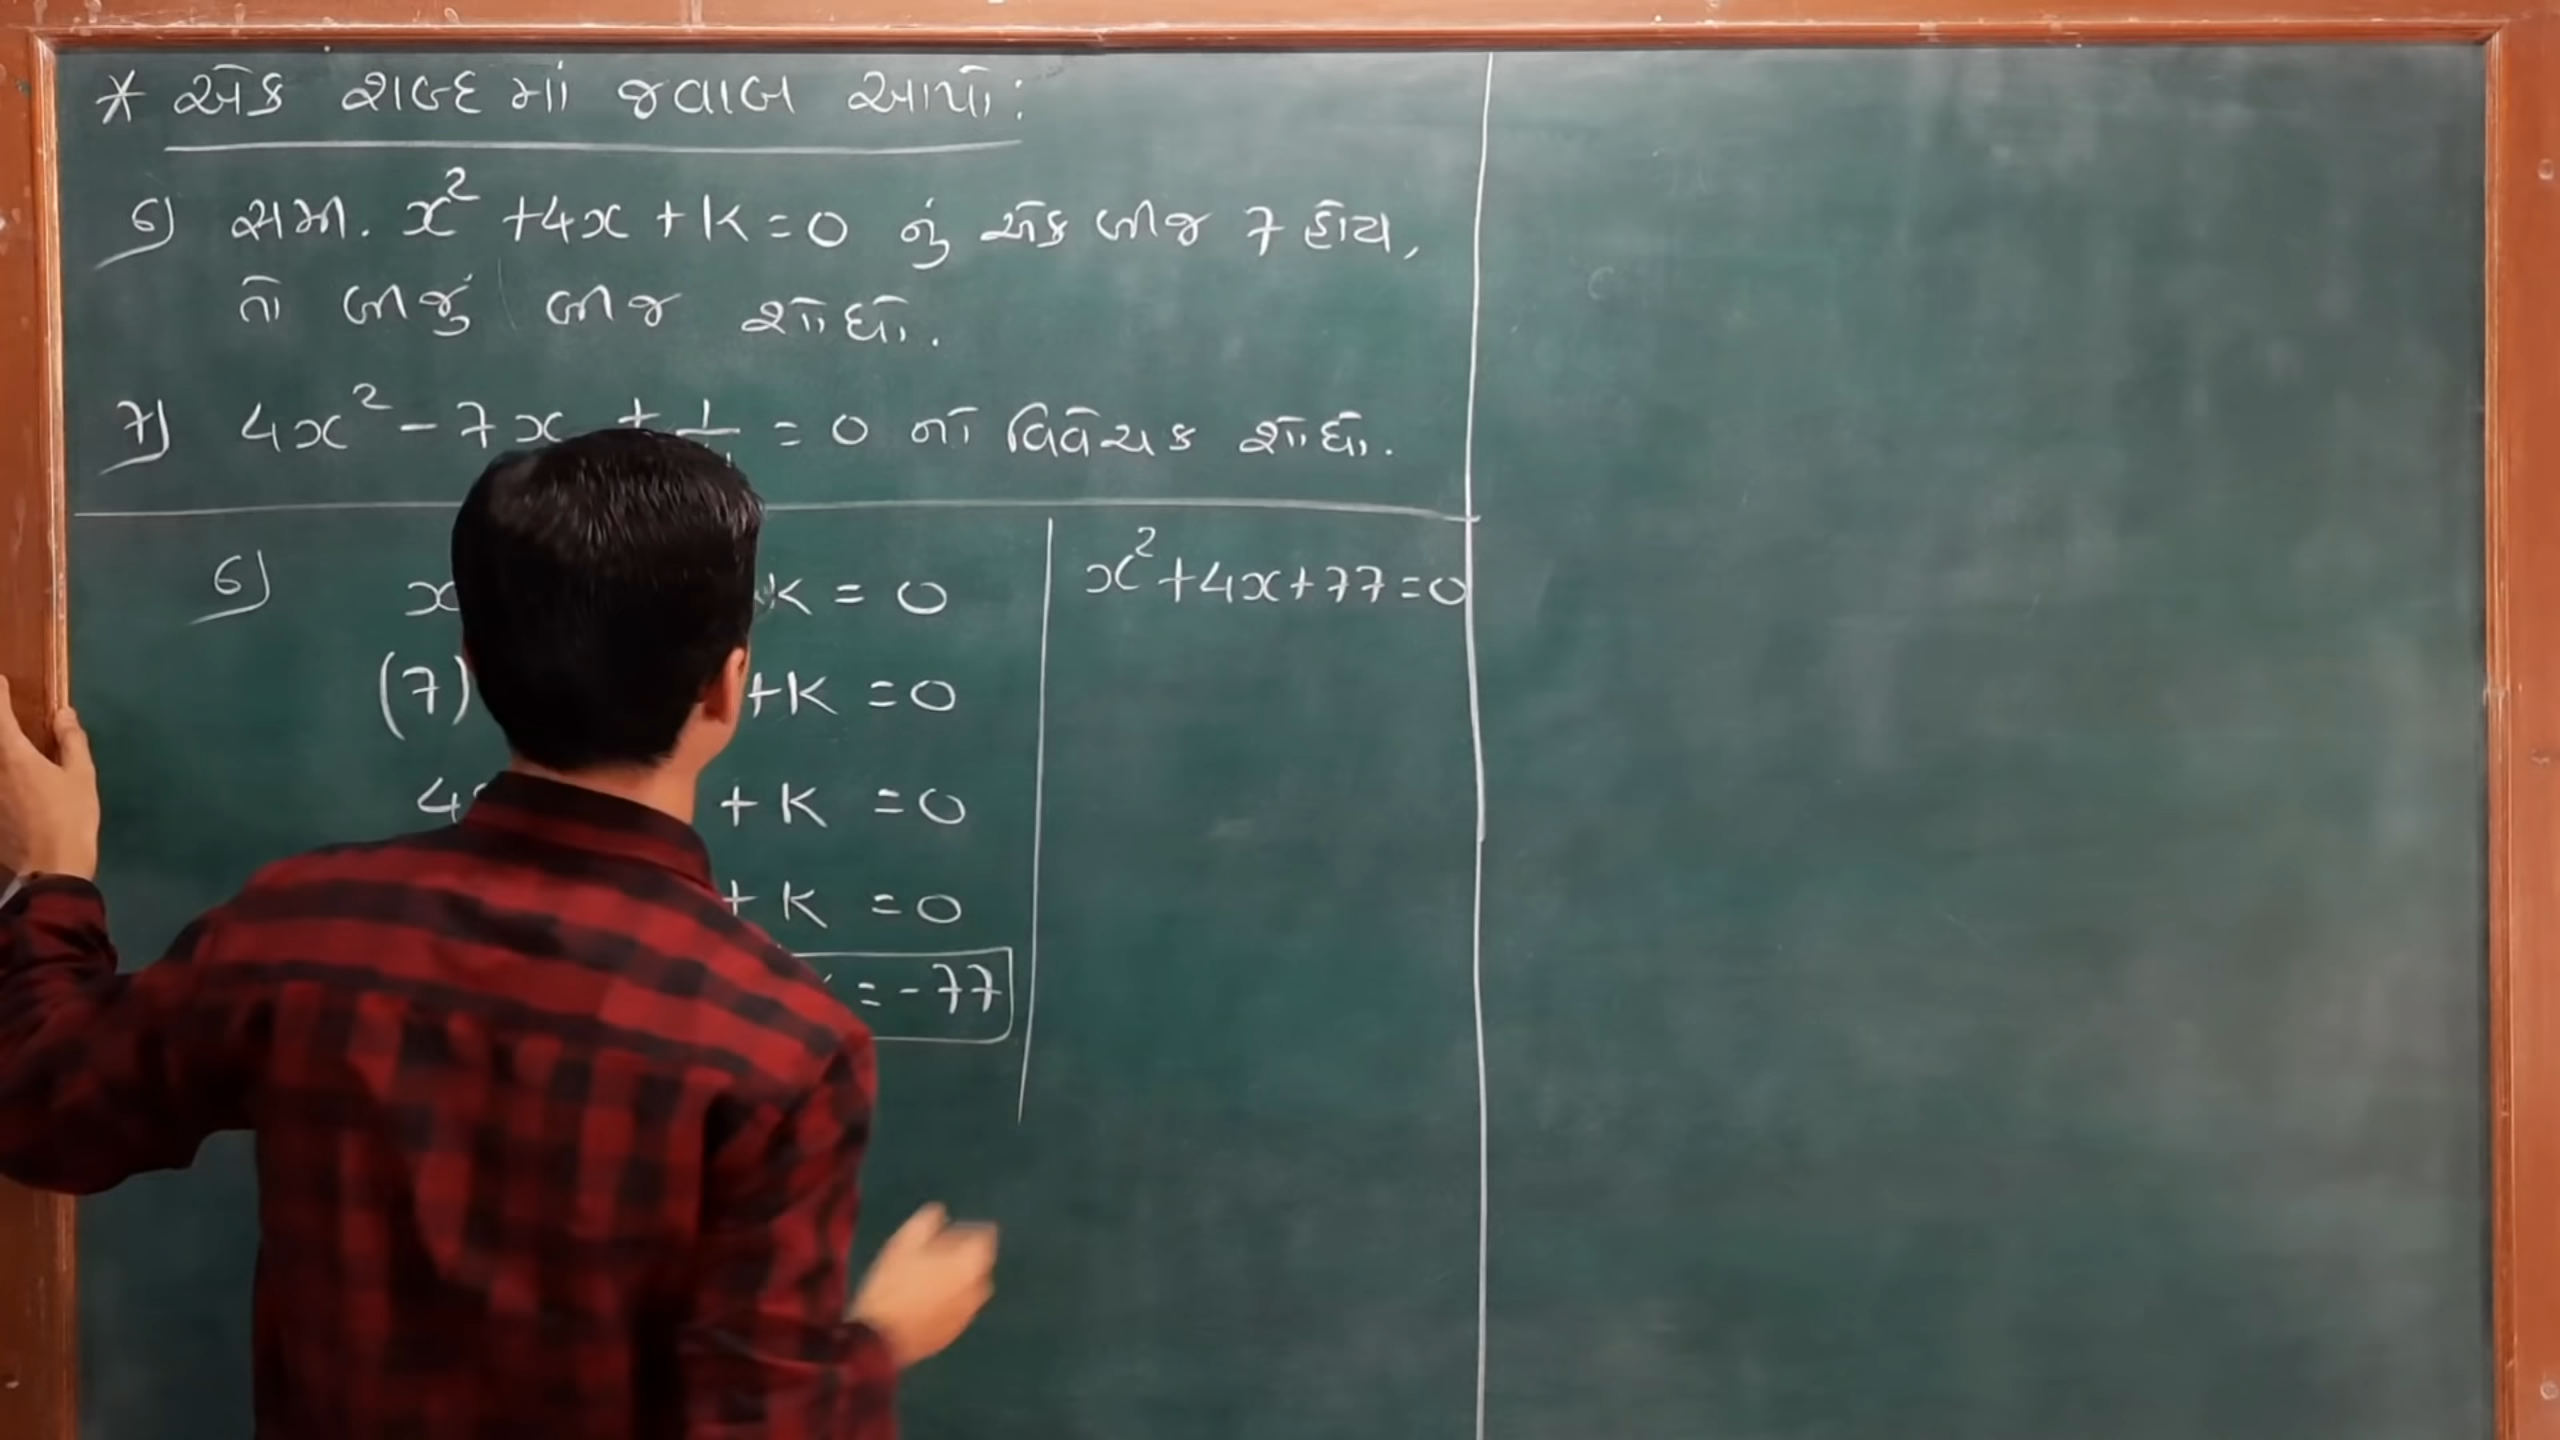 * એક શબ્દ માં જવાબ આપો:
6) સમી. x² + 4x + K = 0 નું એક બીજ 7 હોય,
તો બીજું બીજ શોધો.
7) 4x² - 7x + = 0 નો વિવેચક શોધો.
6) x K = 0
(7) + K = 0
+ K = 0
+ K = 0
= -77
x² + 4x + 77 = 0